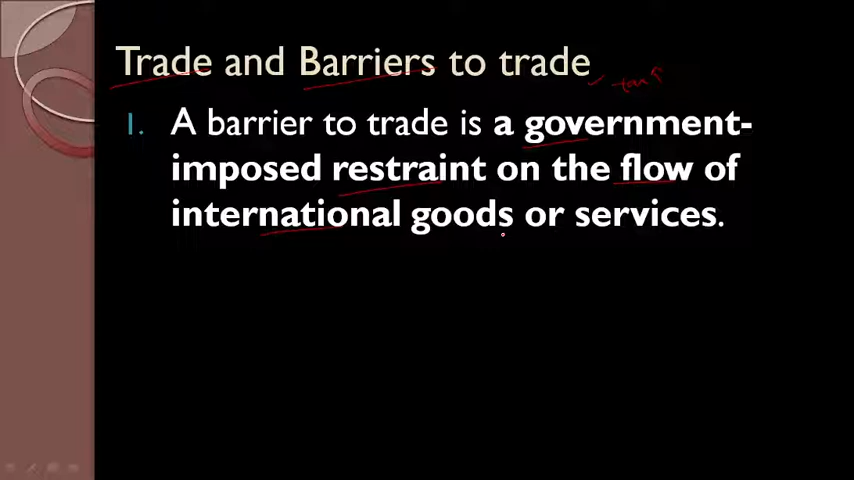 Trade and Barriers to trade
1. A barrier to trade is a government-
imposed restraint on the flow of
international goods or services.